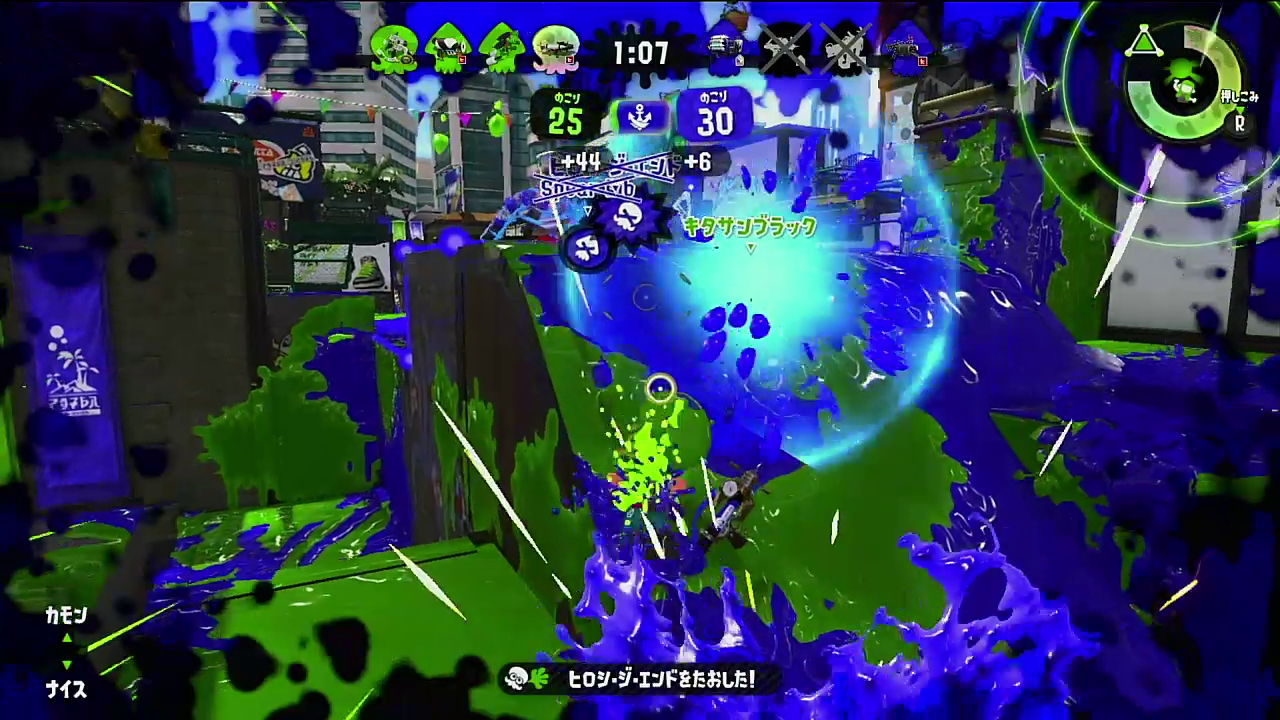 1:07
のこり
25
のこり
30
+44
+6
キタサンブラック
押しこみ
R
カモン
ナイス
ヒロシ・ジ・エンドをたおした!